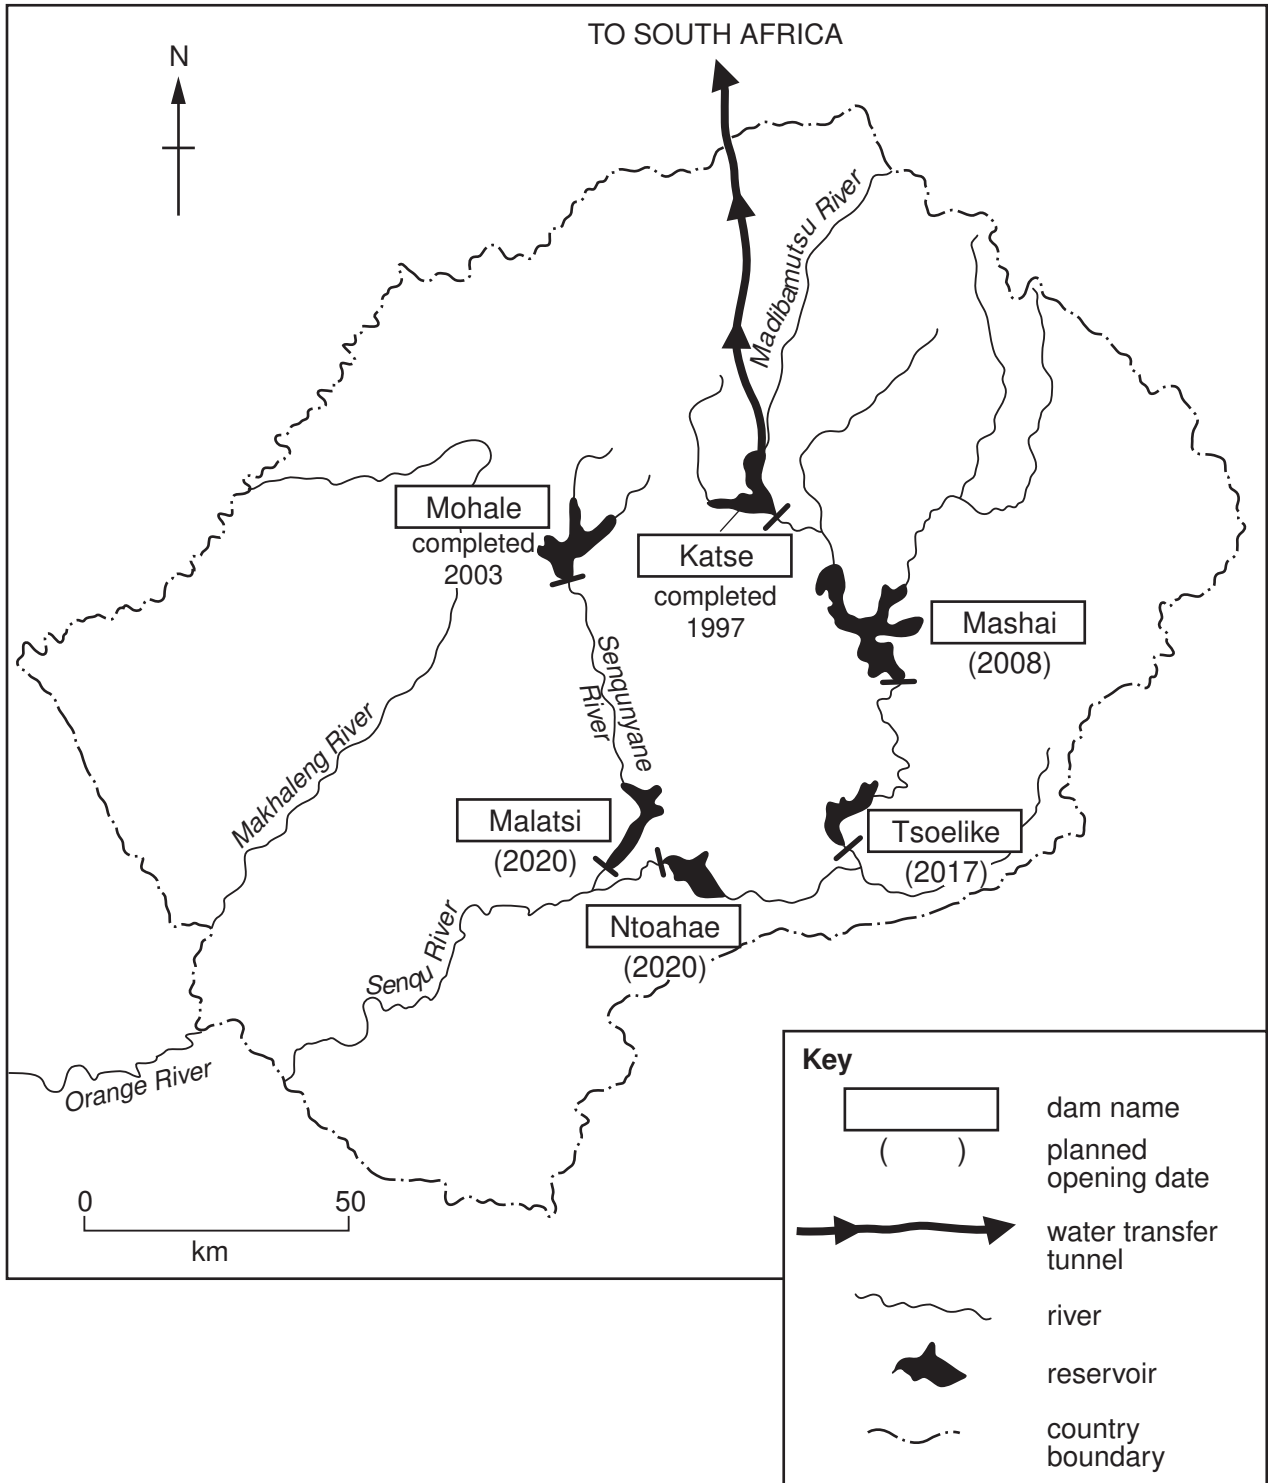 TO SOUTH AFRICA
N
Madibamutsu River
Mohale
completed
2003
Katse
completed
1997
Mashai
(2008)
Senqunyane
River
Makhaleng River
Malatsi
(2020)
Tsoelike
(2017)
Ntoahae
(2020)
Senqu River
Orange River
0 50
km
Key
dam name
( ) planned
opening date
water transfer
tunnel
river
reservoir
country
boundary